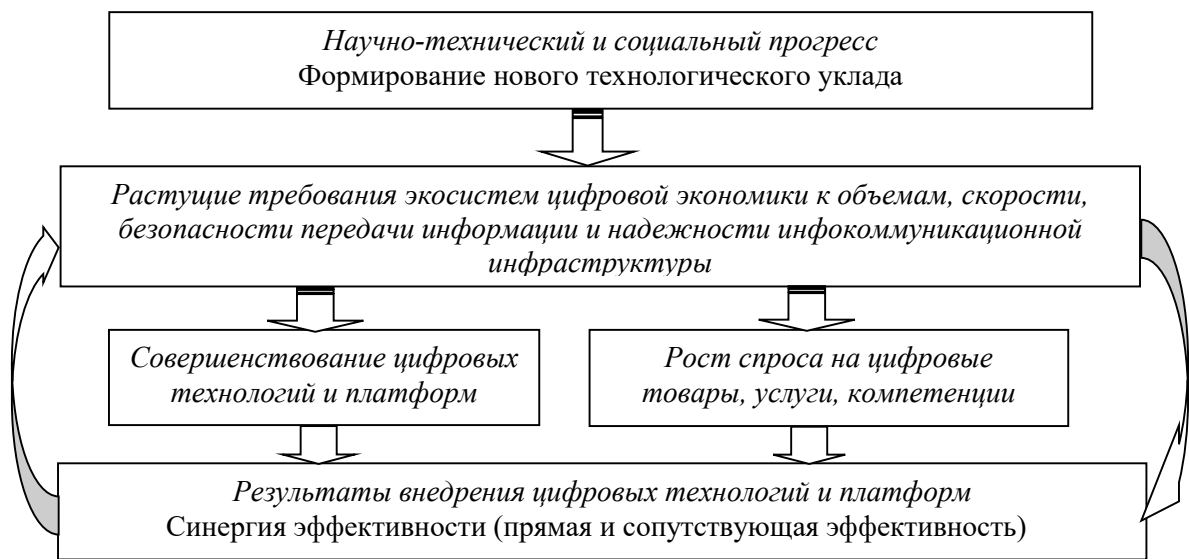 Научно-технический и социальный прогресс
Формирование нового технологического уклада
Растущие требования экосистем цифровой экономики к объемам, скорости,
безопасности передачи информации и надежности инфокоммуникационной
инфраструктуры
Совершенствование цифровых
технологий и платформ
Рост спроса на цифровые
товары, услуги, компетенции
Результаты внедрения цифровых технологий и платформ
Синергия эффективности (прямая и сопутствующая эффективность)